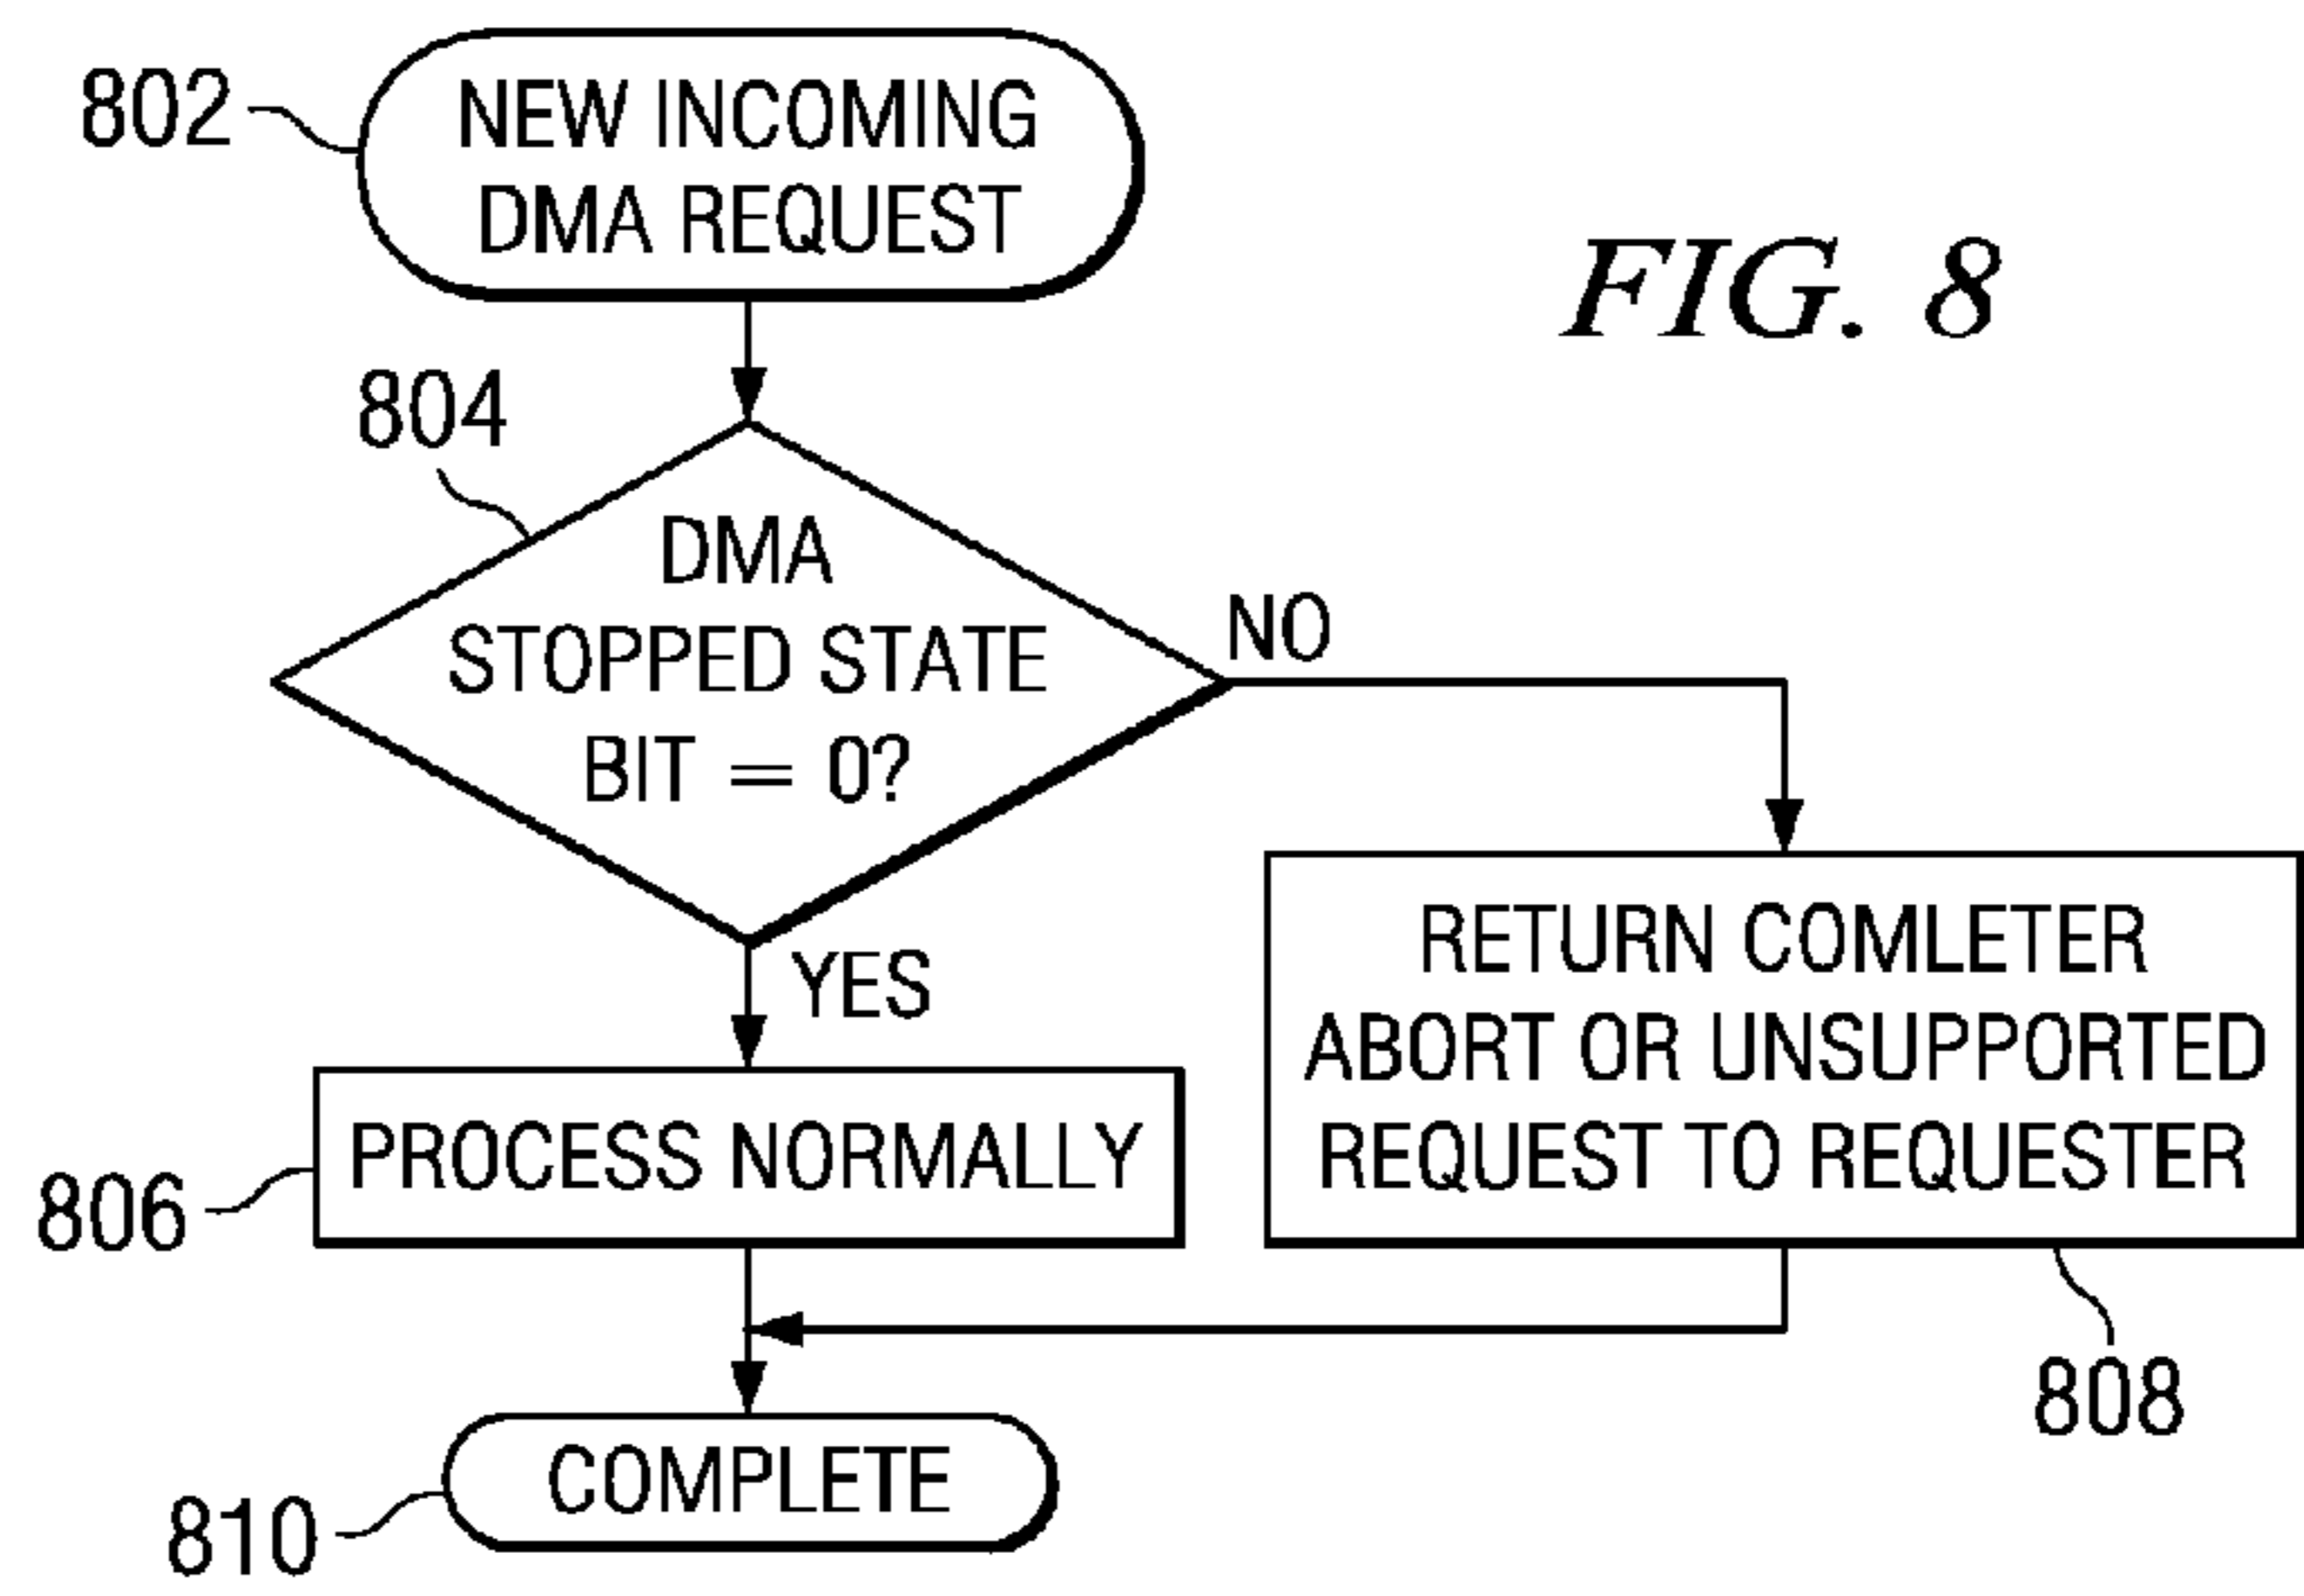 802
NEW INCOMING
DMA REQUEST
FIG. 8
804
DMA
STOPPED STATE
BIT = 0?
NO
YES
RETURN COMLETER
ABORT OR UNSUPPORTED
REQUEST TO REQUESTER
806
PROCESS NORMALLY
808
810
COMPLETE